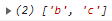 ▸ (2) ['b', 'c']